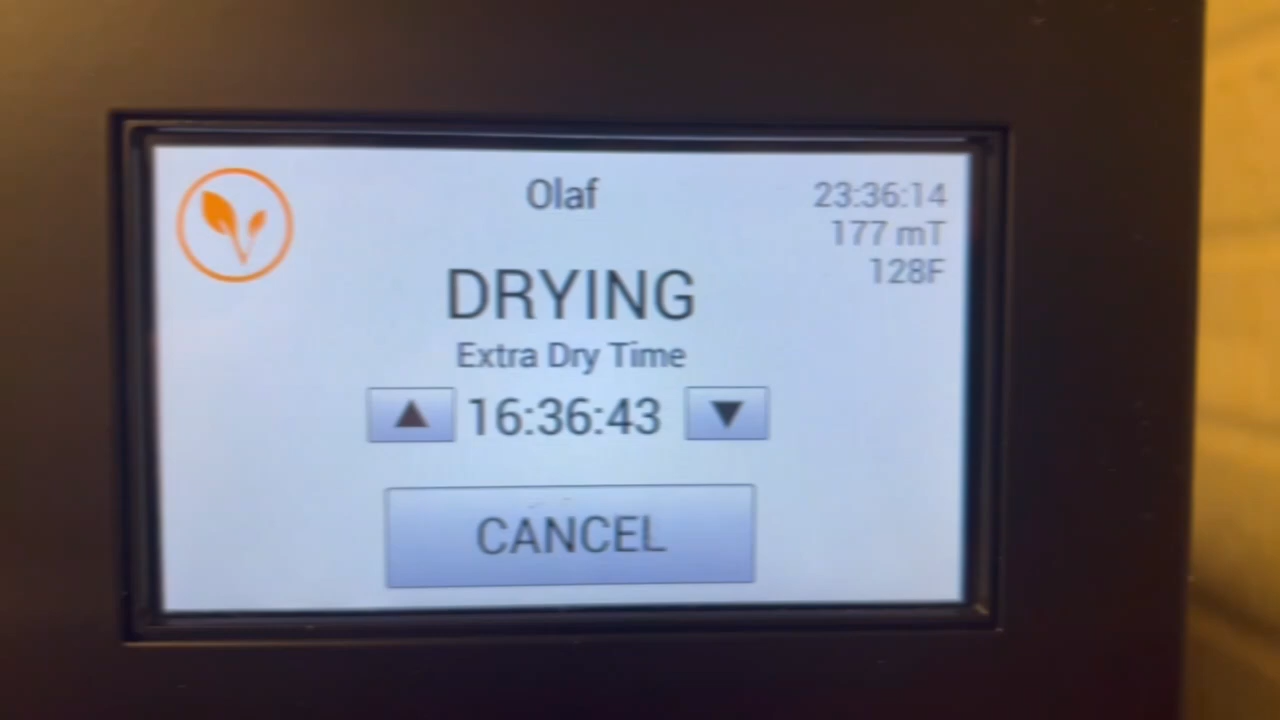 Olaf
23:36:14
177 mT
128F
DRYING
Extra Dry Time
16:36:43
CANCEL